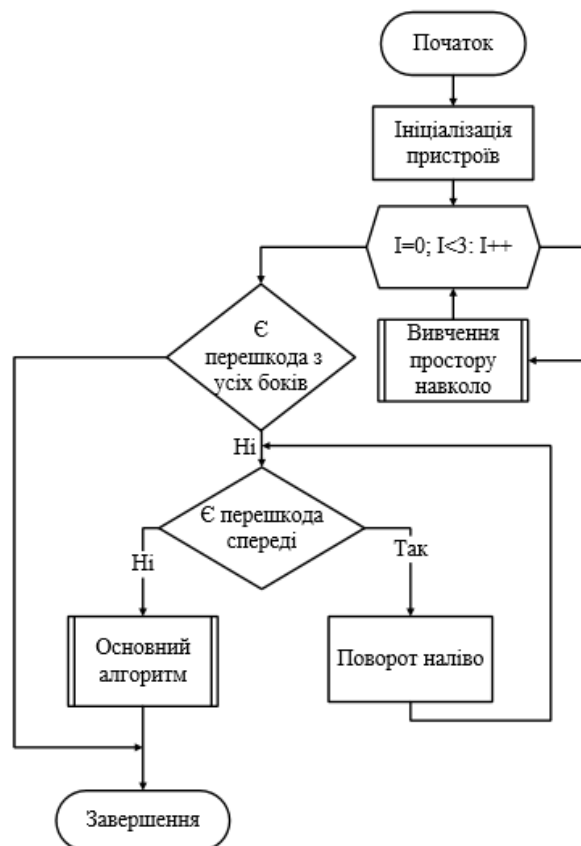 Початок
Ініціалізація
пристроїв
I=0; I<3: I++
Вивчення
простору
навколо
Є
перешкода з
усіх боків
Ні
Є перешкода
спереді
Ні
Так
Основний
алгоритм
Поворот наліво
Завершення